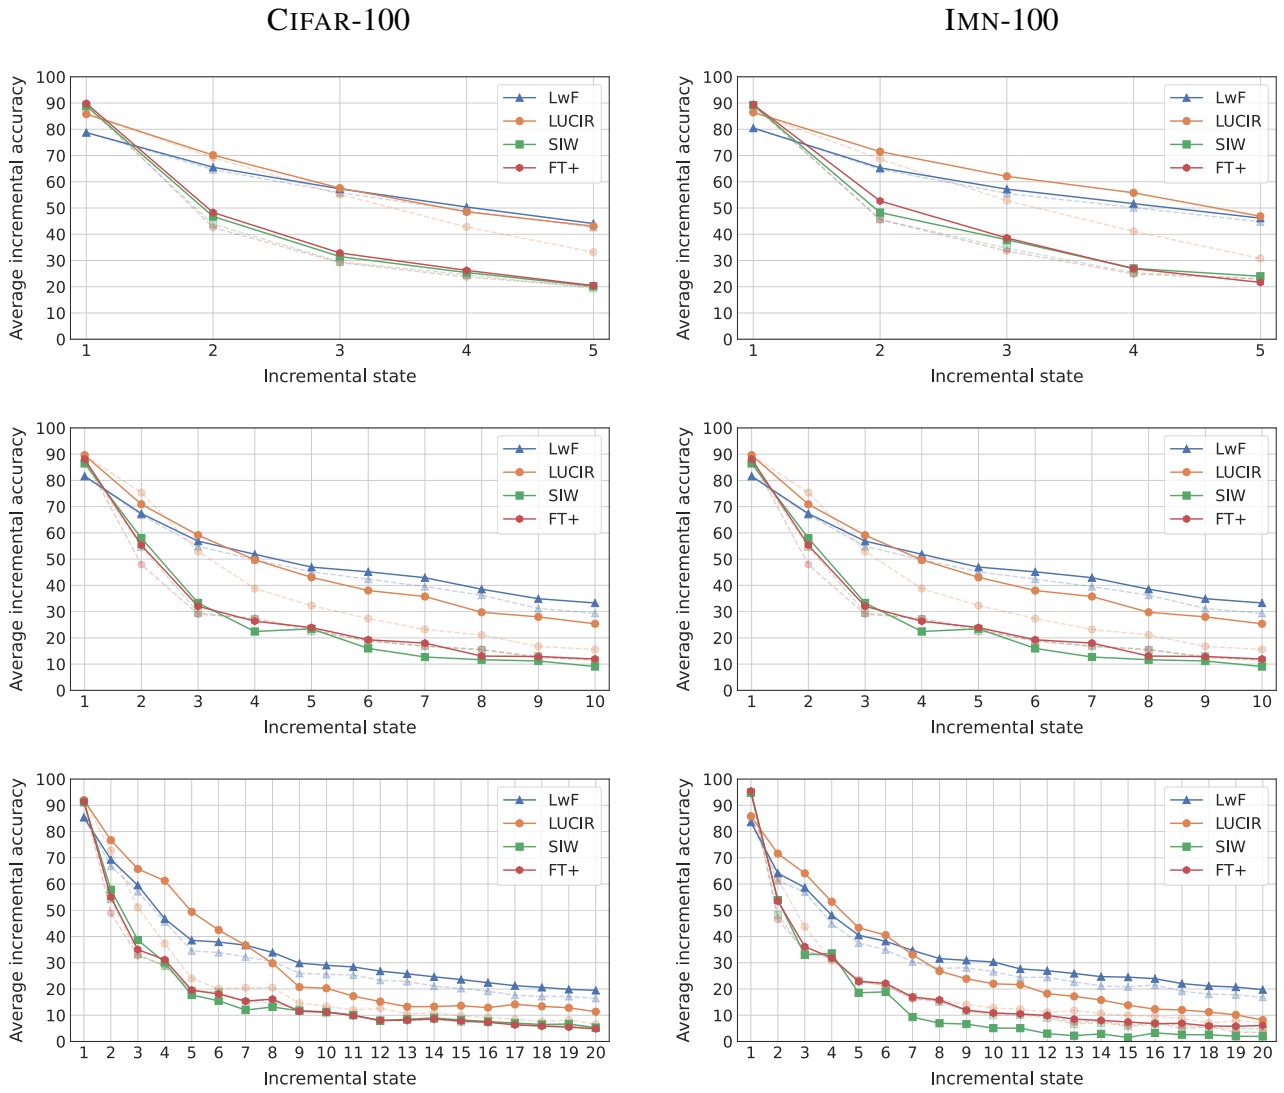 CIFAR-100
IMN-100
Average incremental accuracy
100
90
80
70
60
50
40
30
20
10
0
LwF
LUCIR
SIW
FT+
1 2 3 4 5
Incremental state
Average incremental accuracy
100
90
80
70
60
50
40
30
20
10
0
LwF
LUCIR
SIW
FT+
1 2 3 4 5
Incremental state
Average incremental accuracy
100
90
80
70
60
50
40
30
20
10
0
LwF
LUCIR
SIW
FT+
1 2 3 4 5 6 7 8 9 10
Incremental state
Average incremental accuracy
100
90
80
70
60
50
40
30
20
10
0
LwF
LUCIR
SIW
FT+
1 2 3 4 5 6 7 8 9 10
Incremental state
Average incremental accuracy
100
90
80
70
60
50
40
30
20
10
0
LwF
LUCIR
SIW
FT+
1 2 3 4 5 6 7 8 9 10 11 12 13 14 15 16 17 18 19 20
Incremental state
Average incremental accuracy
100
90
80
70
60
50
40
30
20
10
0
LwF
LUCIR
SIW
FT+
1 2 3 4 5 6 7 8 9 10 11 12 13 14 15 16 17 18 19 20
Incremental state